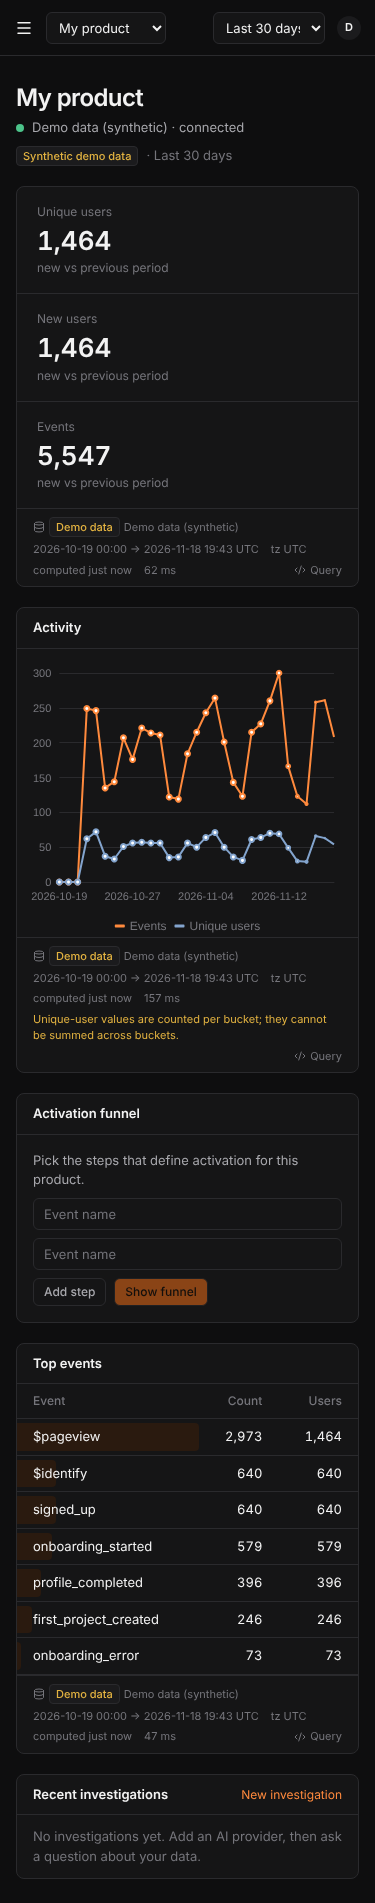 My product
Last 30 days
D
My product
Demo data (synthetic) · connected
Synthetic demo data · Last 30 days
Unique users
1,464
new vs previous period
New users
1,464
new vs previous period
Events
5,547
new vs previous period
Demo data Demo data (synthetic)
2026-10-19 00:00 → 2026-11-18 19:43 UTC tz UTC
computed just now 62 ms Query
Activity
300
250
200
150
100
50
0
2026-10-19 2026-10-27 2026-11-04 2026-11-12
Events Unique users
Demo data Demo data (synthetic)
2026-10-19 00:00 → 2026-11-18 19:43 UTC tz UTC
computed just now 157 ms
Unique-user values are counted per bucket; they cannot
be summed across buckets.
Query
Activation funnel
Pick the steps that define activation for this
product.
Event name
Event name
Add step Show funnel
Top events
Event Count Users
$pageview 2,973 1,464
$identify 640 640
signed_up 640 640
onboarding_started 579 579
profile_completed 396 396
first_project_created 246 246
onboarding_error 73 73
Demo data Demo data (synthetic)
2026-10-19 00:00 → 2026-11-18 19:43 UTC tz UTC
computed just now 47 ms Query
Recent investigations New investigation
No investigations yet. Add an AI provider, then ask
a question about your data.